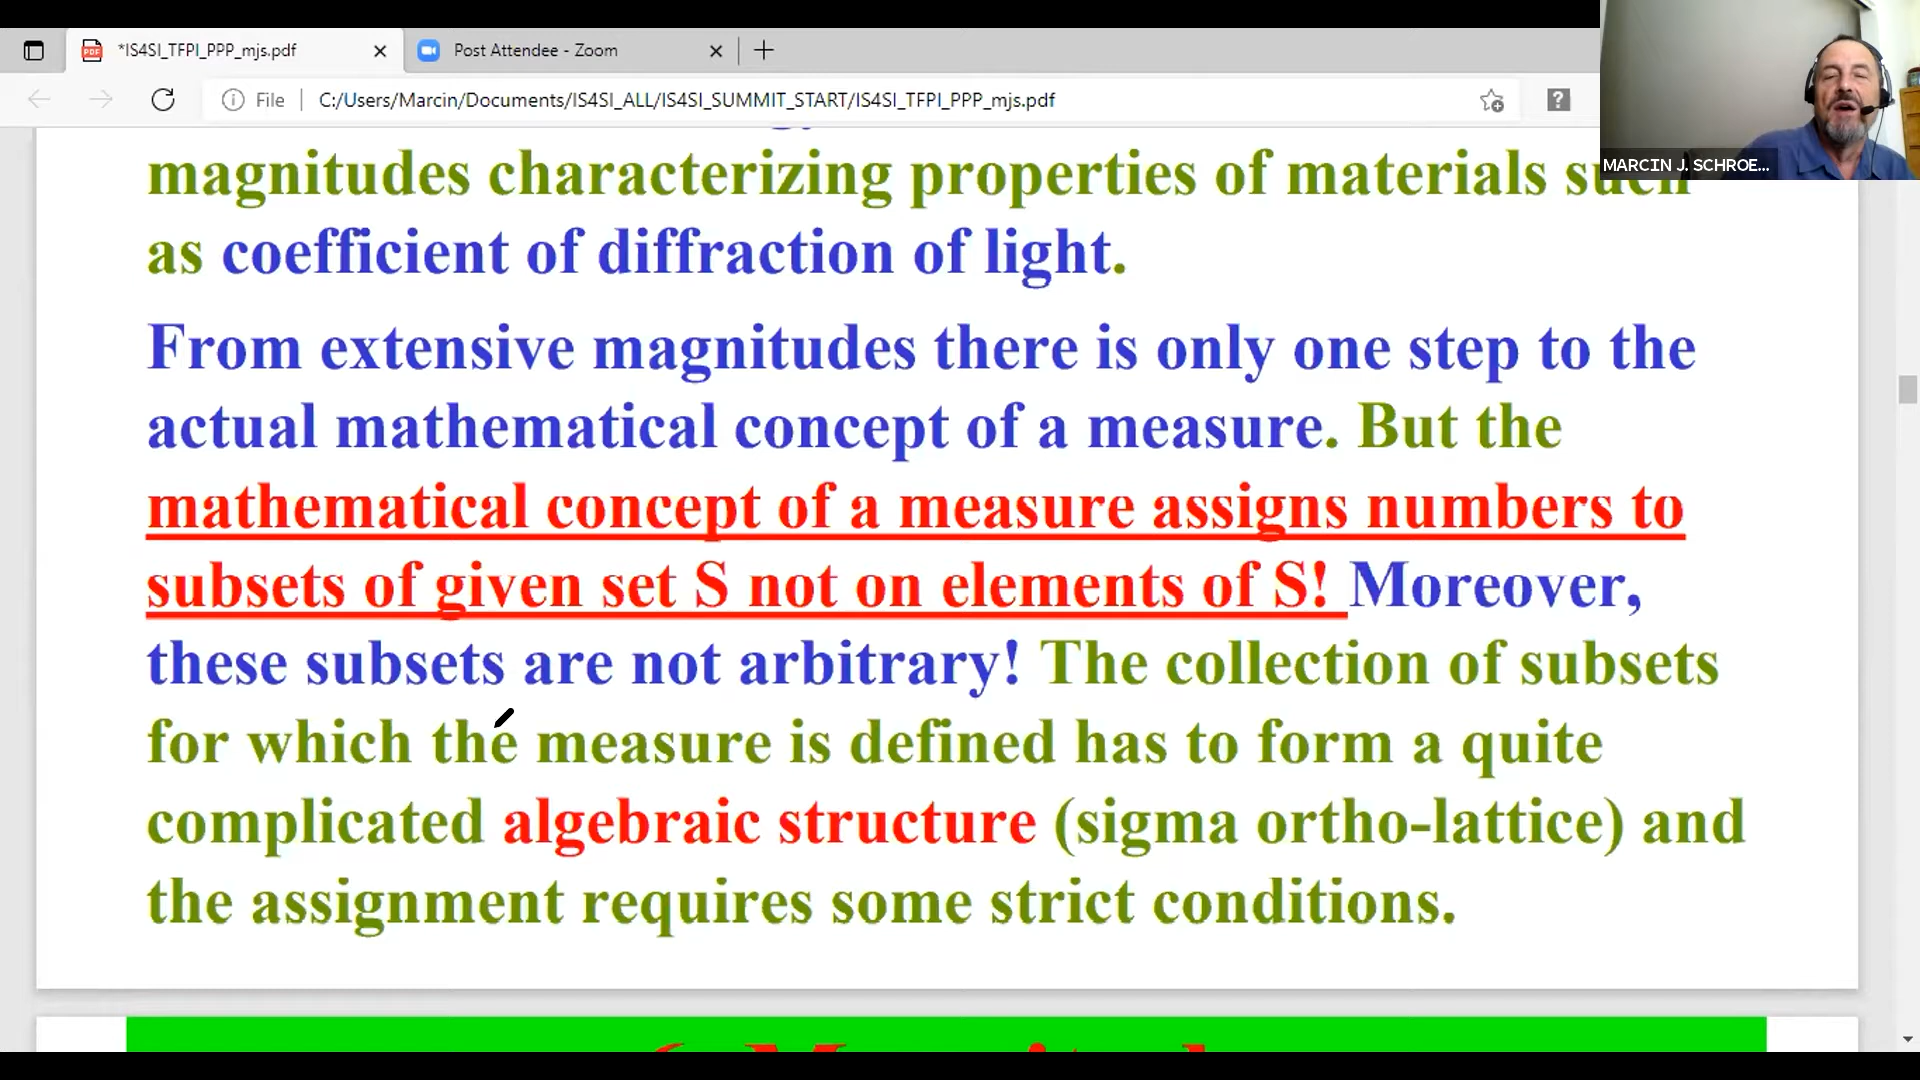 *IS4SI_TFPI_PPP_mjs.pdf
Post Attendee - Zoom
File
C:/Users/Marcin/Documents/IS4SI_ALL/IS4SI_SUMMIT_START/IS4SI_TFPI_PPP_mjs.pdf
MARCIN J. SCHROE...
magnitudes characterizing properties of materials such
as coefficient of diffraction of light.
From extensive magnitudes there is only one step to the
actual mathematical concept of a measure. But the
mathematical concept of a measure assigns numbers to
subsets of given set S not on elements of S! Moreover,
these subsets are not arbitrary! The collection of subsets
for which the measure is defined has to form a quite
complicated algebraic structure (sigma ortho-lattice) and
the assignment requires some strict conditions.